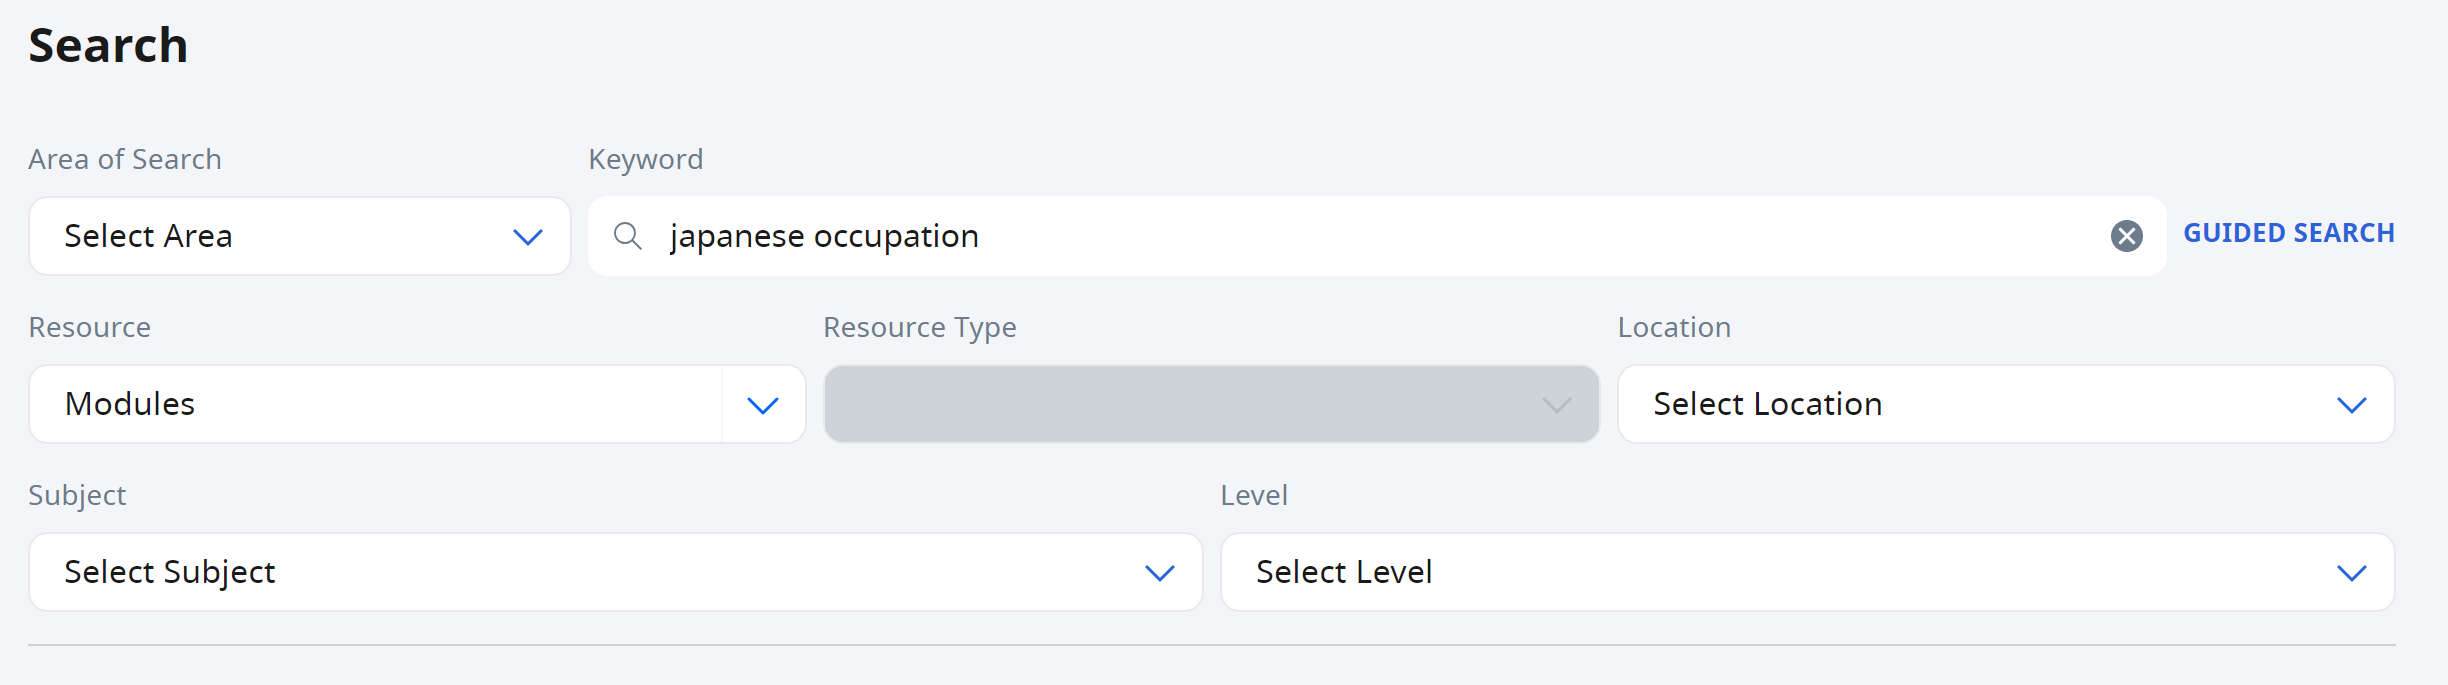 Search
Area of Search
Keyword
Select Area
japanese occupation
GUIDED SEARCH
Resource
Resource Type
Location
Modules
Select Location
Subject
Level
Select Subject
Select Level